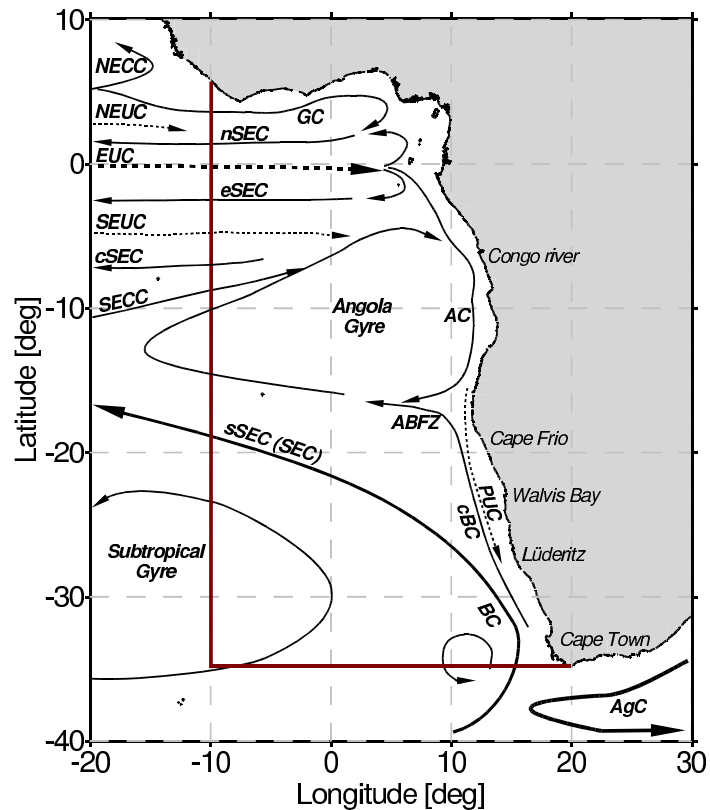 10
NECC
NEUC
GC
nSEC
0
EUC
eSEC
SEUC
cSEC
Congo river
SECC
-10
Angola
Gyre
AC
ABFZ
sSEC (SEC)
Cape Frio
-20
PUC
Walvis Bay
cBC
Subtropical
Gyre
Lüderitz
-30
BC
Cape Town
AgC
-40
Latitude [deg]
-20
-10
0
10
20
30
Longitude [deg]